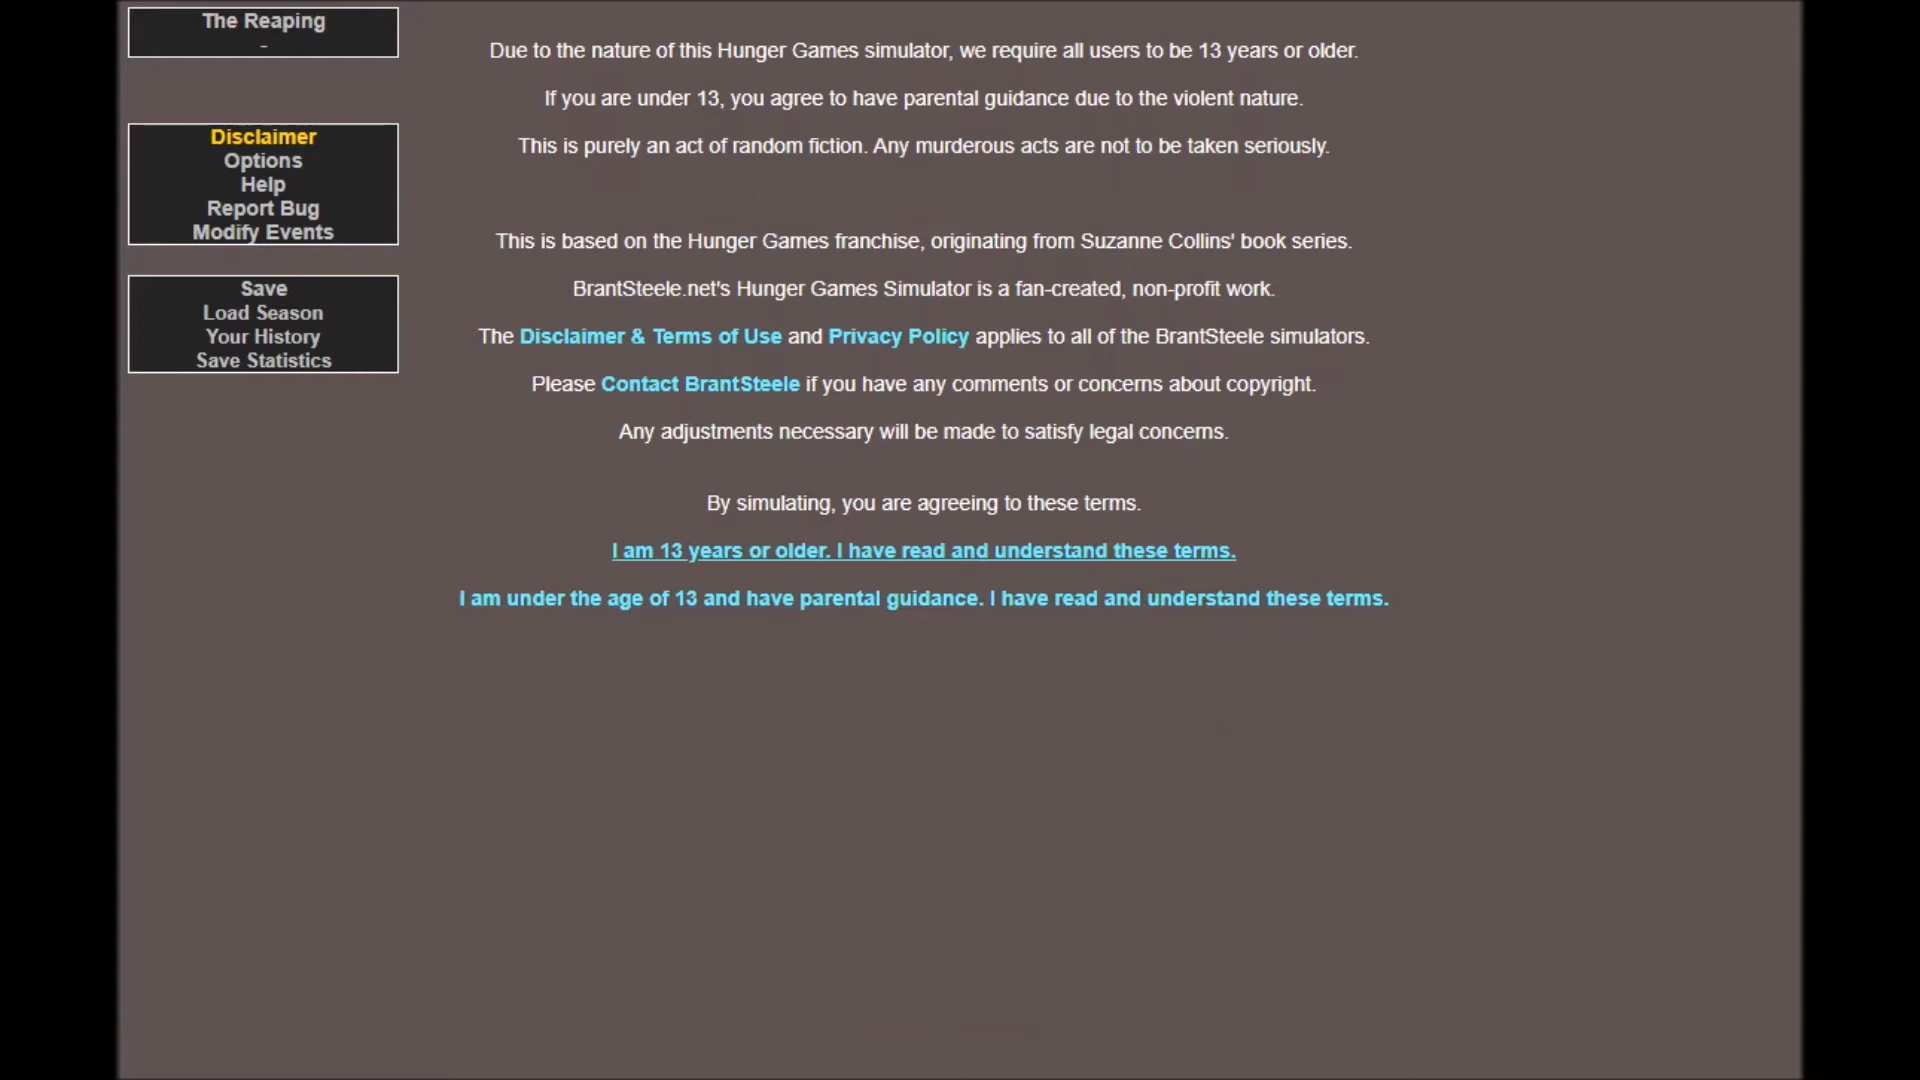 The Reaping
-
Disclaimer
Options
Help
Report Bug
Modify Events
Save
Load Season
Your History
Save Statistics
Due to the nature of this Hunger Games simulator, we require all users to be 13 years or older.
If you are under 13, you agree to have parental guidance due to the violent nature.
This is purely an act of random fiction. Any murderous acts are not to be taken seriously.
This is based on the Hunger Games franchise, originating from Suzanne Collins' book series.
BrantSteele.net's Hunger Games Simulator is a fan-created, non-profit work.
The Disclaimer & Terms of Use and Privacy Policy applies to all of the BrantSteele simulators.
Please Contact BrantSteele if you have any comments or concerns about copyright.
Any adjustments necessary will be made to satisfy legal concerns.
By simulating, you are agreeing to these terms.
I am 13 years or older. I have read and understand these terms.
I am under the age of 13 and have parental guidance. I have read and understand these terms.